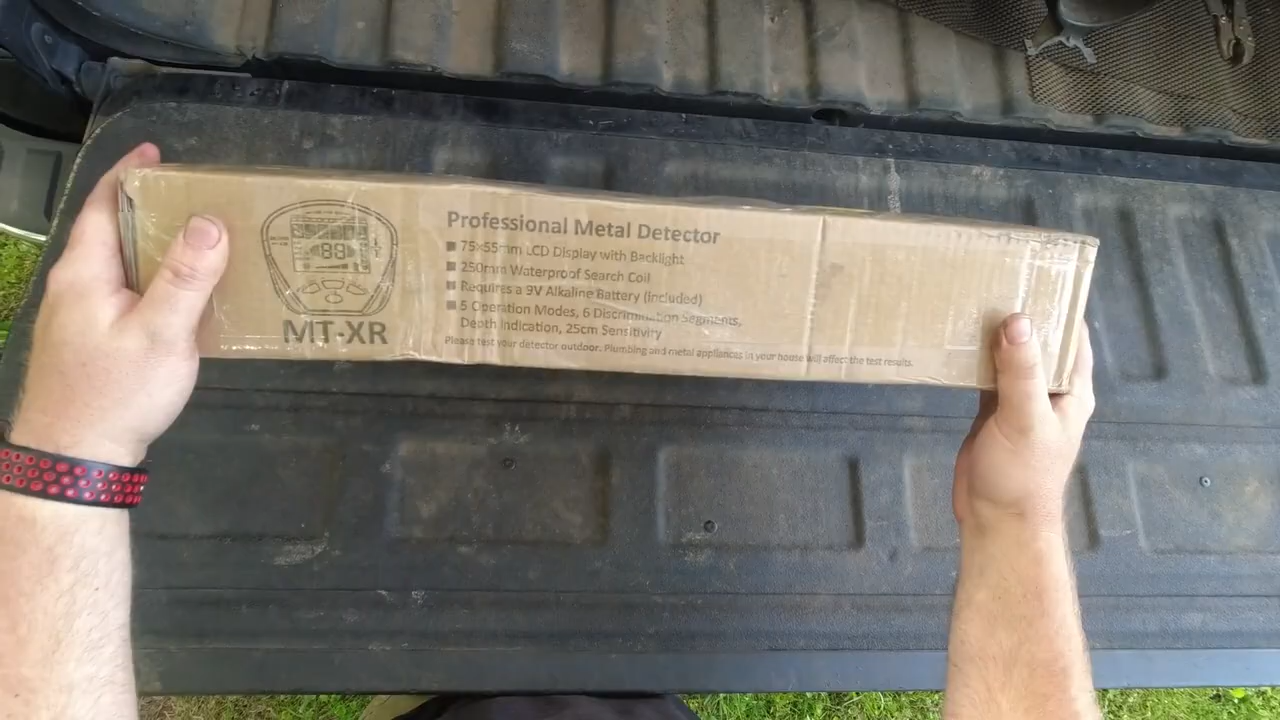 88
MT-XR
Professional Metal Detector
■ 75×55mm LCD Display with Backlight
■ 250mm Waterproof Search Coil
■ Requires a 9V Alkaline Battery (included)
■ 5 Operation Modes, 6 Discrimination Segments,
Depth Indication, 25cm Sensitivity
Please test your detector outdoor. Plumbing and metal appliances in your house will affect the test results.